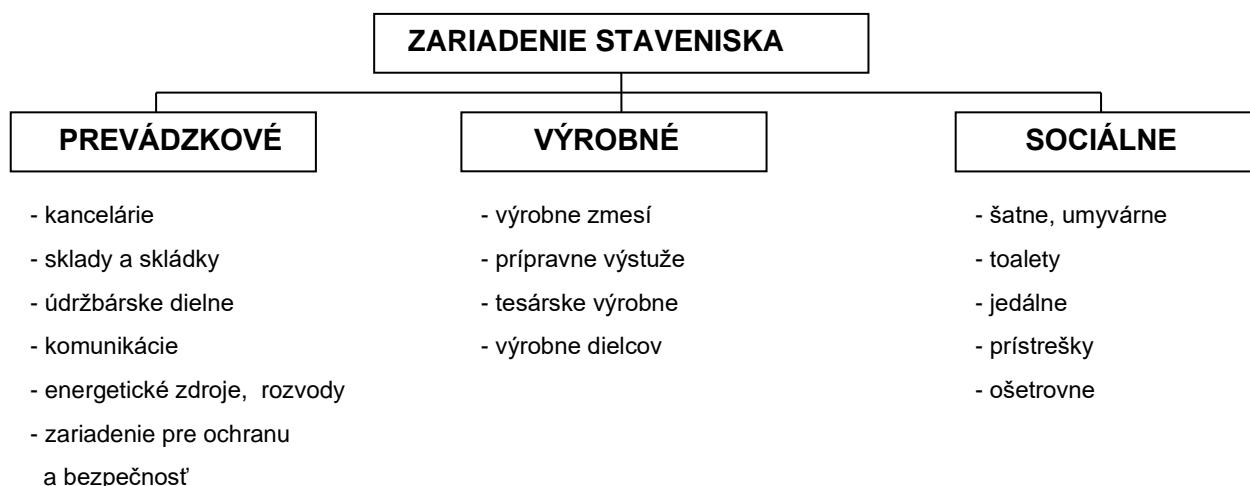 ZARIADENIE STAVENISKA
PREVÁDZKOVÉ
- kancelárie
- sklady a skládky
- údržbárske dielne
- komunikácie
- energetické zdroje, rozvody
- zariadenie pre ochranu
a bezpečnosť
VÝROBNÉ
- výrobne zmesí
- prípravne výstuže
- tesárske výrobne
- výrobne dielcov
SOCIÁLNE
- šatne, umyvárne
- toalety
- jedálne
- prístrešky
- ošetrovne